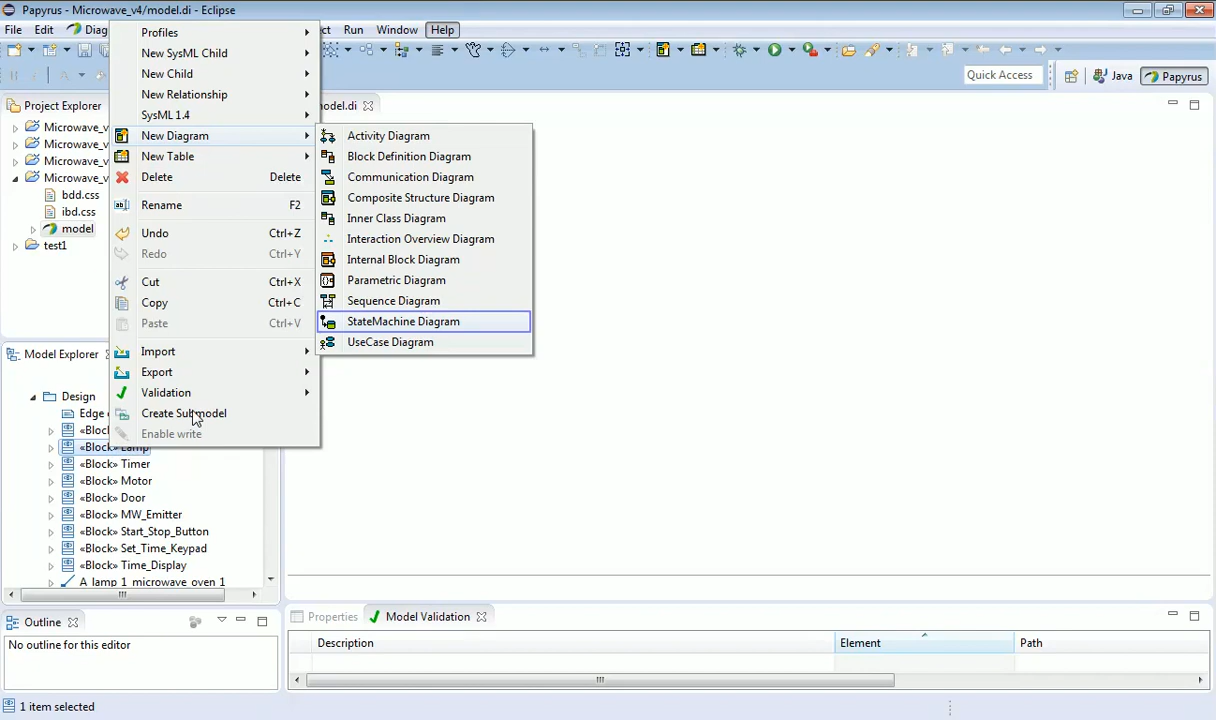 Papyrus - Microwave_v4/model.di - Eclipse
File Edit Diag ct Run Window Help
Quick Access Java Papyrus
Project Explorer
Microwave_v
Microwave_v
Microwave_v
Microwave_v
bdd.css
ibd.css
model
test1
Profiles
New SysML Child
New Child
New Relationship
SysML 1.4
New Diagram
New Table
Delete Delete
Rename F2
Undo Ctrl+Z
Redo Ctrl+Y
Cut Ctrl+X
Copy Ctrl+C
Paste Ctrl+V
Import
Export
Validation
Create Submodel
Enable write
model.di
Activity Diagram
Block Definition Diagram
Communication Diagram
Composite Structure Diagram
Inner Class Diagram
Interaction Overview Diagram
Internal Block Diagram
Parametric Diagram
Sequence Diagram
StateMachine Diagram
UseCase Diagram
Model Explorer
Design
Edge
«Bloc
«Block» Lamp
«Block» Timer
«Block» Motor
«Block» Door
«Block» MW_Emitter
«Block» Start_Stop_Button
«Block» Set_Time_Keypad
«Block» Time_Display
A lamp 1 microwave oven 1
Outline
No outline for this editor
Properties Model Validation
Description Element Path
1 item selected